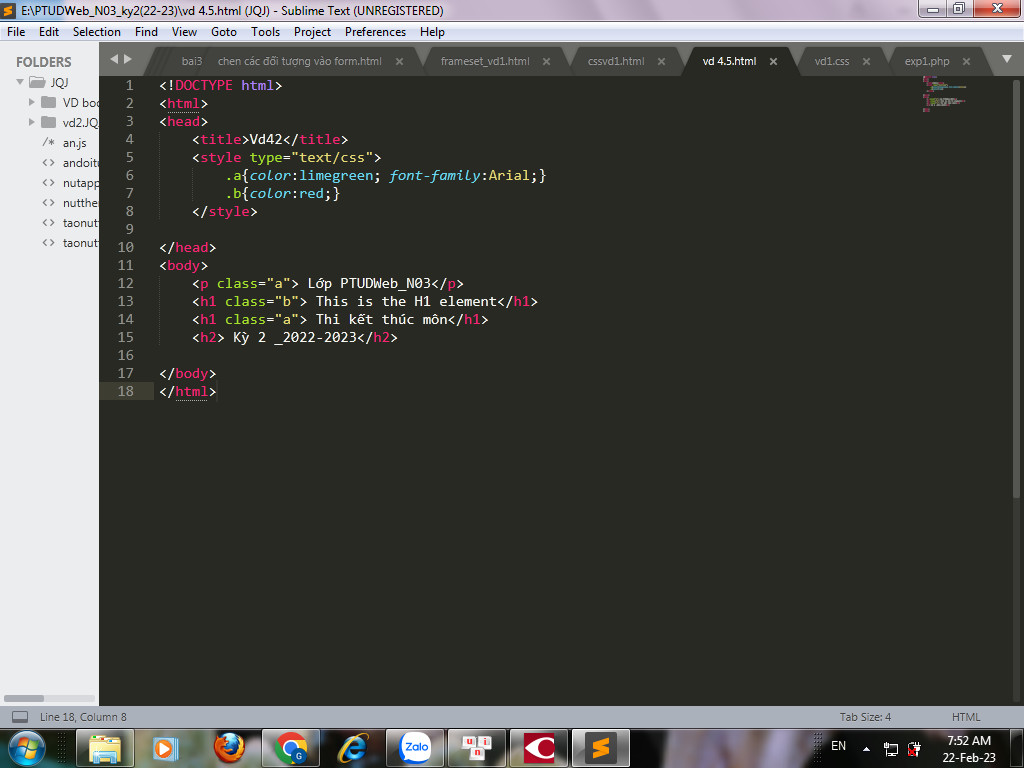 E:\PTUDWeb_N03_ky2(22-23)\vd 4.5.html (JQJ) - Sublime Text (UNREGISTERED)
File Edit Selection Find View Goto Tools Project Preferences Help
FOLDERS
JQJ
VD boo
vd2.JQ
an.js
andoitu
nutapp
nutther
taonut
taonut
bai3 chen các đối tượng vào form.html
frameset_vd1.html
cssvd1.html
vd 4.5.html
vd1.css
exp1.php
1 <!DOCTYPE html>
2 <html>
3 <head>
4 <title>Vd42</title>
5 <style type="text/css">
6 .a{color:limegreen; font-family:Arial;}
7 .b{color:red;}
8 </style>
9
10 </head>
11 <body>
12 <p class="a"> Lớp PTUDWeb_N03</p>
13 <h1 class="b"> This is the H1 element</h1>
14 <h1 class="a"> Thi kết thúc môn</h1>
15 <h2> Kỳ 2 _2022-2023</h2>
16
17 </body>
18 </html>
Line 18, Column 8
Tab Size: 4
HTML
Zalo
u n i
EN
7:52 AM
22-Feb-23